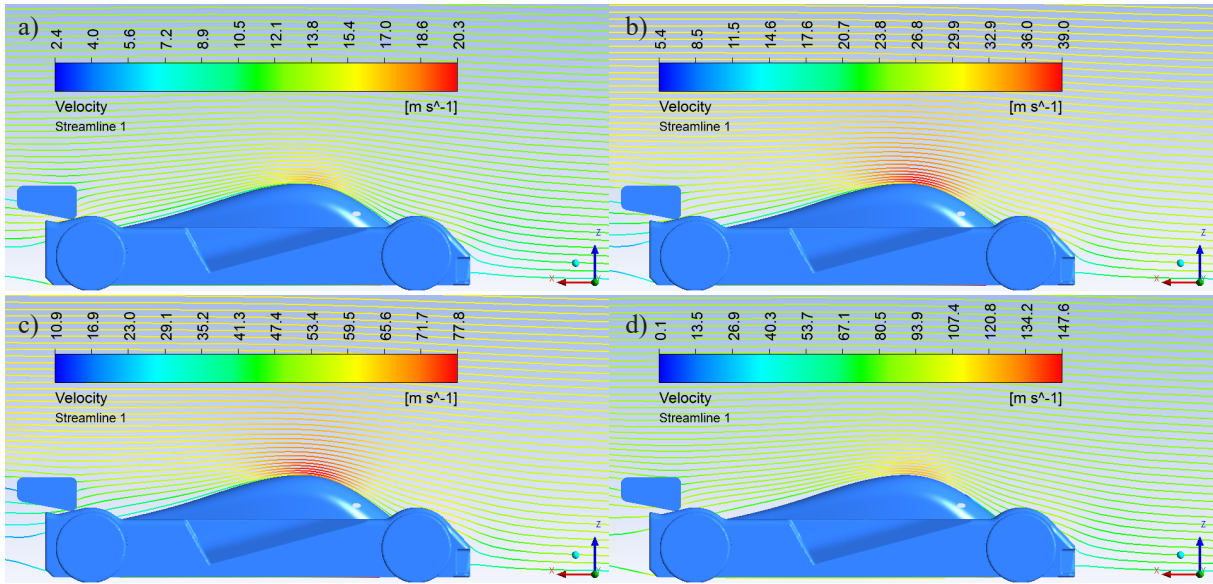 a)
2.4 4.0 5.6 7.2 8.9 10.5 12.1 13.8 15.4 17.0 18.6 20.3
Velocity [m s^-1]
Streamline 1
Z
X
Y
b)
5.4 8.5 11.5 14.6 17.6 20.7 23.8 26.8 29.9 32.9 36.0 39.0
Velocity [m s^-1]
Streamline 1
Z
X
Y
c)
10.9 16.9 23.0 29.1 35.2 41.3 47.4 53.4 59.5 65.6 71.7 77.8
Velocity [m s^-1]
Streamline 1
Z
X
Y
d)
0.1 13.5 26.9 40.3 53.7 67.1 80.5 93.9 107.4 120.8 134.2 147.6
Velocity [m s^-1]
Streamline 1
Z
X
Y